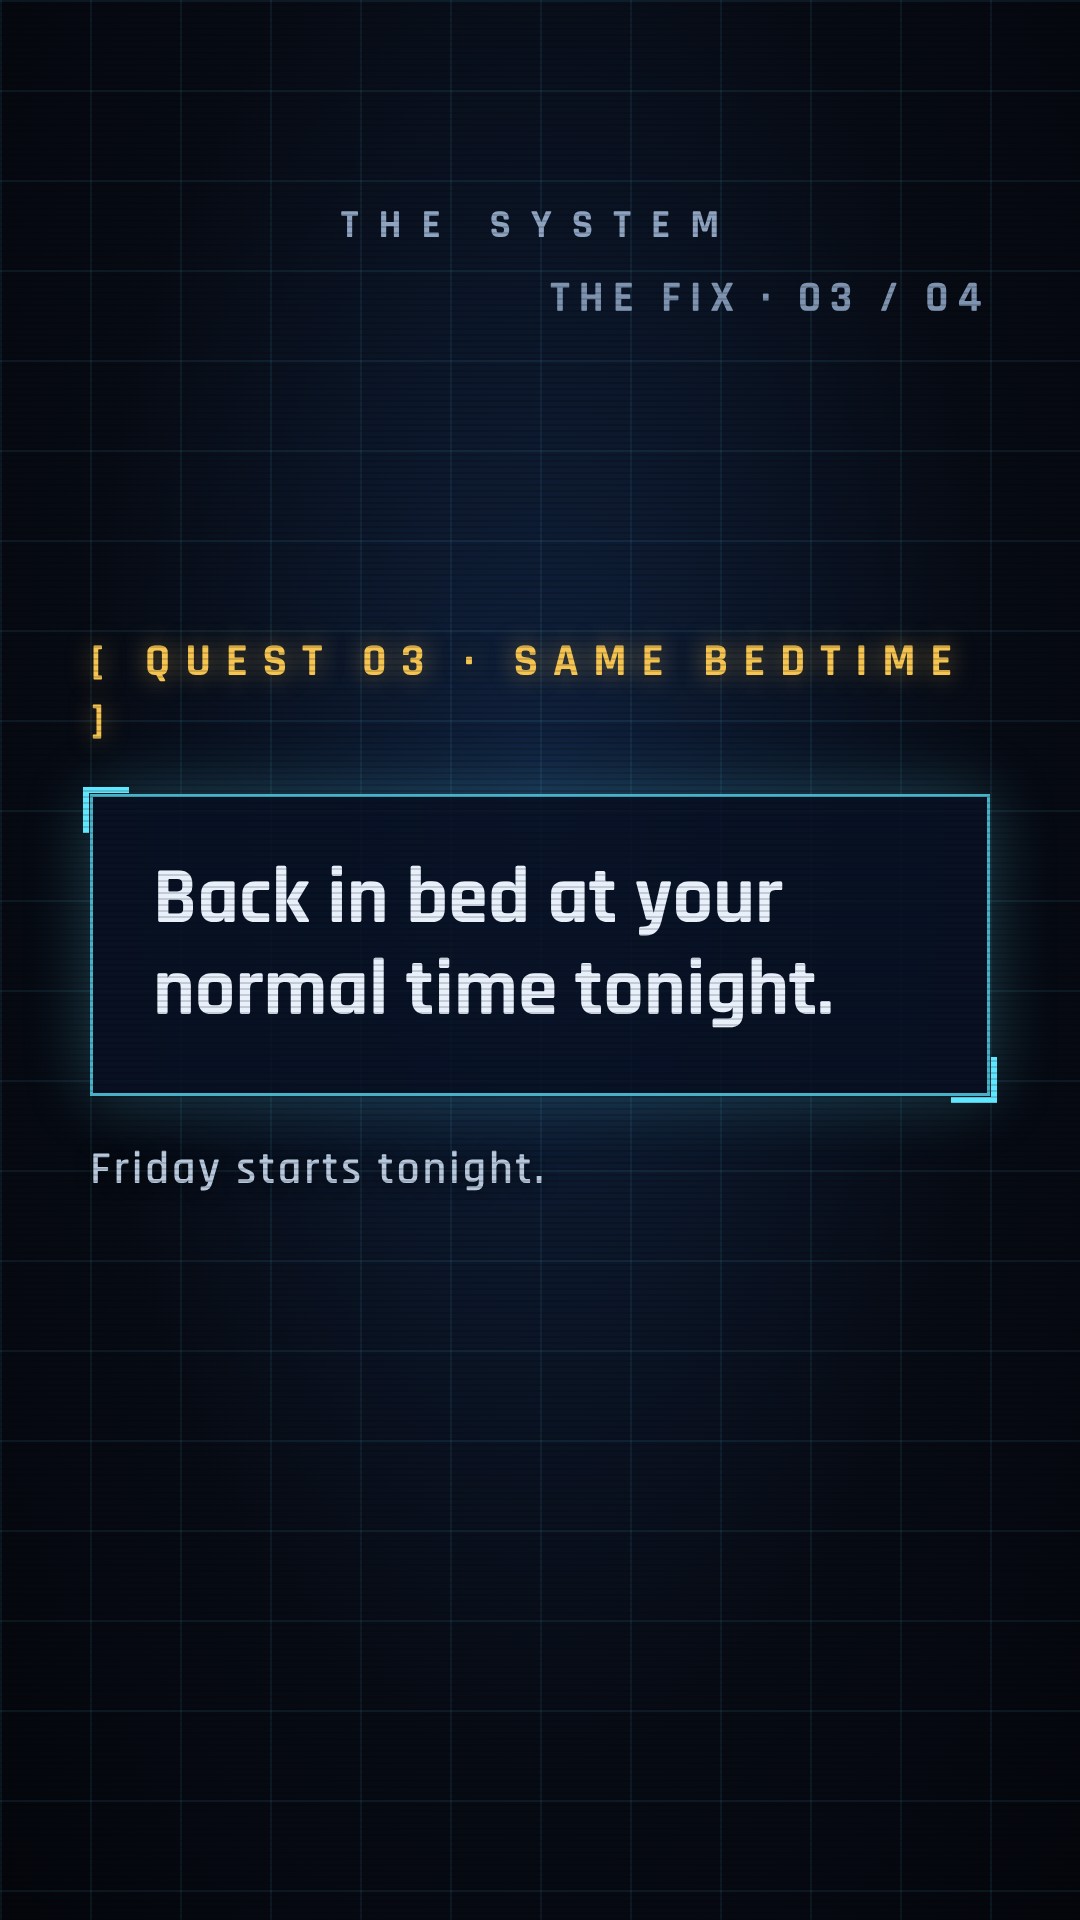 THE SYSTEM
THE FIX · 03 / 04
[ QUEST 03 · SAME BEDTIME
]
Back in bed at your
normal time tonight.
Friday starts tonight.